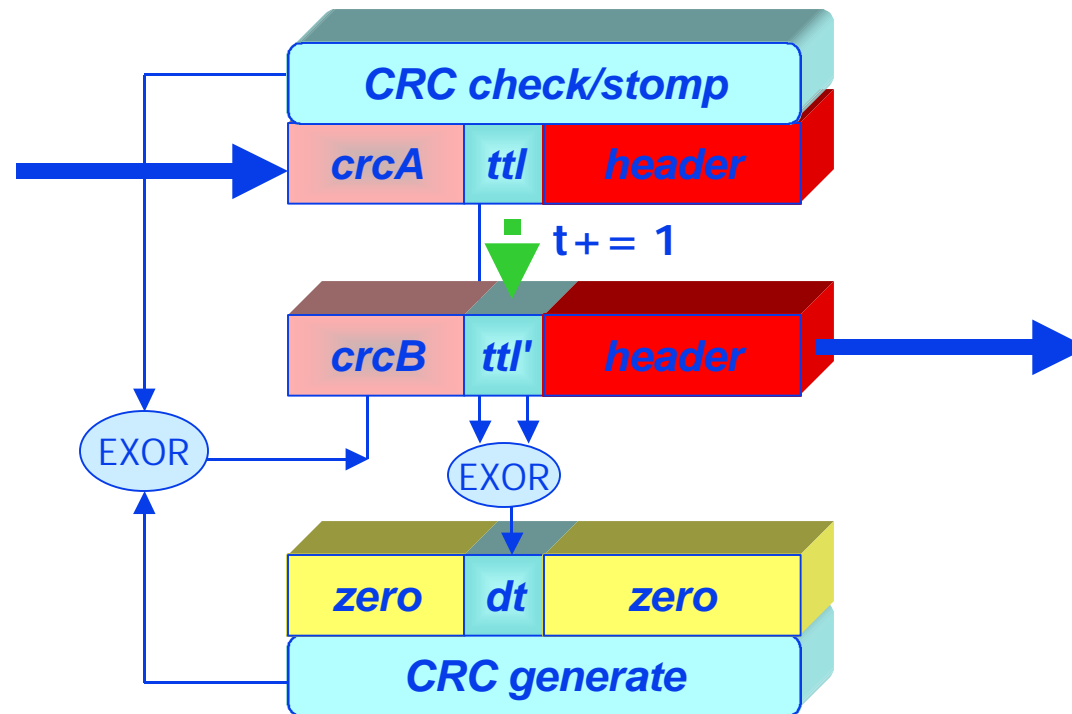 CRC check/stomp
crcA ttl header
t += 1
crcB ttl' header
EXOR
EXOR
zero dt zero
CRC generate